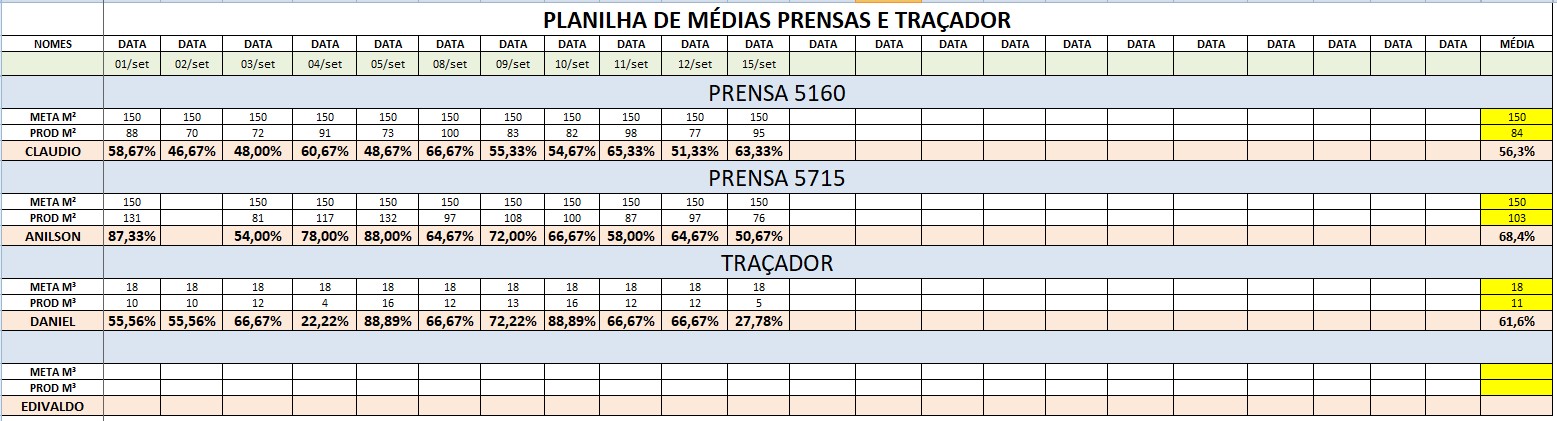 PLANILHA DE MÉDIAS PRENSAS E TRAÇADOR
NOMES DATA DATA DATA DATA DATA DATA DATA DATA DATA DATA DATA DATA DATA DATA DATA DATA DATA DATA DATA DATA DATA DATA MÉDIA
01/set 02/set 03/set 04/set 05/set 08/set 09/set 10/set 11/set 12/set 15/set
PRENSA 5160
META M² 150 150 150 150 150 150 150 150 150 150 150 150
PROD M² 88 70 72 91 73 100 83 82 98 77 95 84
CLAUDIO 58,67% 46,67% 48,00% 60,67% 48,67% 66,67% 55,33% 54,67% 65,33% 51,33% 63,33% 56,3%
PRENSA 5715
META M² 150 150 150 150 150 150 150 150 150 150 150
PROD M² 131 81 117 132 97 108 100 87 97 76 103
ANILSON 87,33% 54,00% 78,00% 88,00% 64,67% 72,00% 66,67% 58,00% 64,67% 50,67% 68,4%
TRAÇADOR
META M³ 18 18 18 18 18 18 18 18 18 18 18 18
PROD M³ 10 10 12 4 16 12 13 16 12 12 5 11
DANIEL 55,56% 55,56% 66,67% 22,22% 88,89% 66,67% 72,22% 88,89% 66,67% 66,67% 27,78% 61,6%
META M³
PROD M³
EDIVALDO